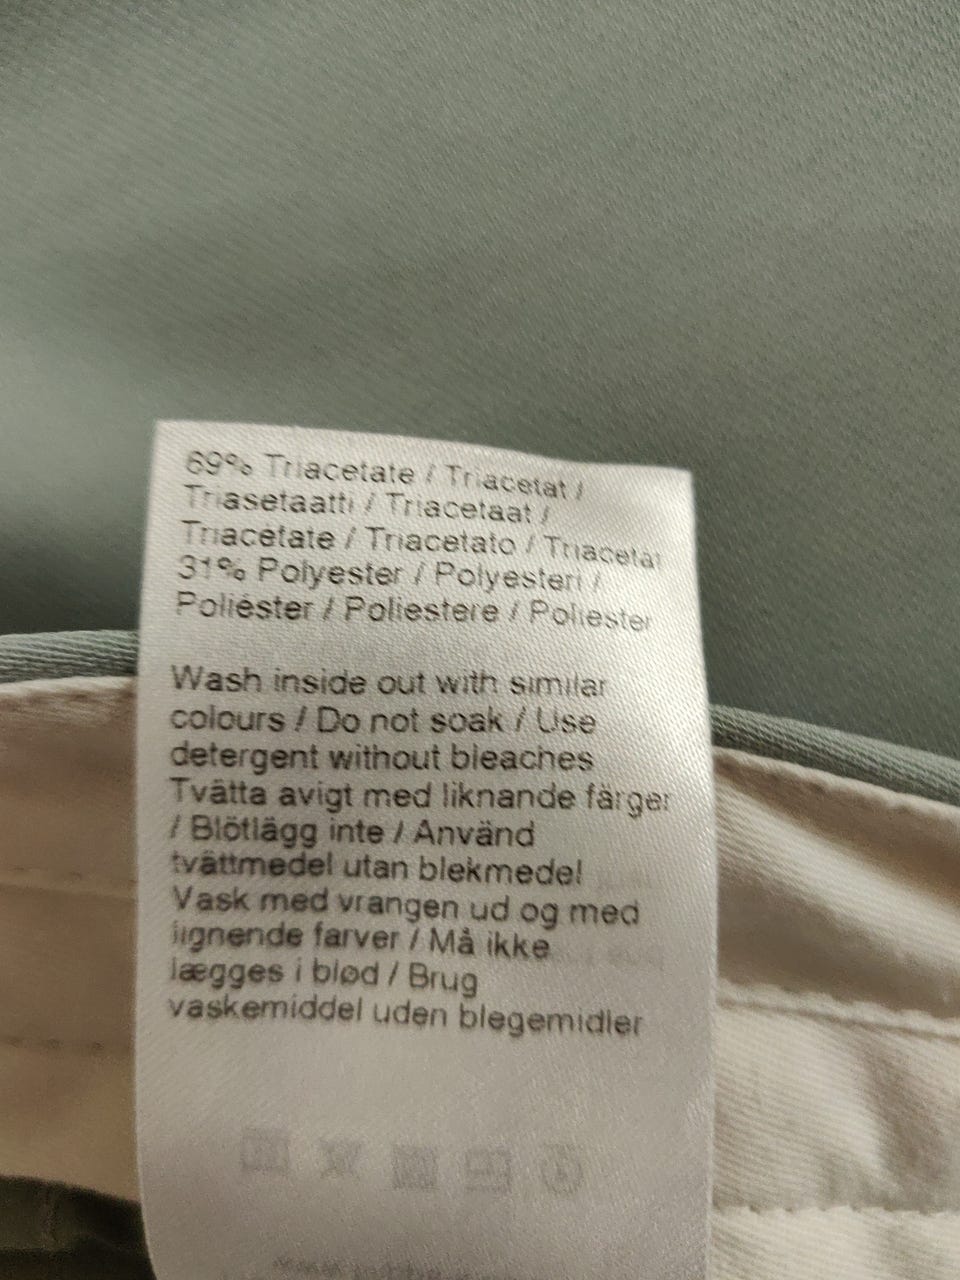 69% Triacetate / Triacetat /
Triasetaatti / Triacetaat /
Triacétate / Triacetato / Triacetat
31% Polyester / Polyesteri /
Poliéster / Poliestere / Poliester
Wash inside out with similar
colours / Do not soak / Use
detergent without bleaches
Tvätta avigt med liknande färger
/ Blötlägg inte / Använd
tvättmedel utan blekmedel
Vask med vrangen ud og med
lignende farver / Må ikke
lægges i blød / Brug
vaskemiddel uden blegemidler